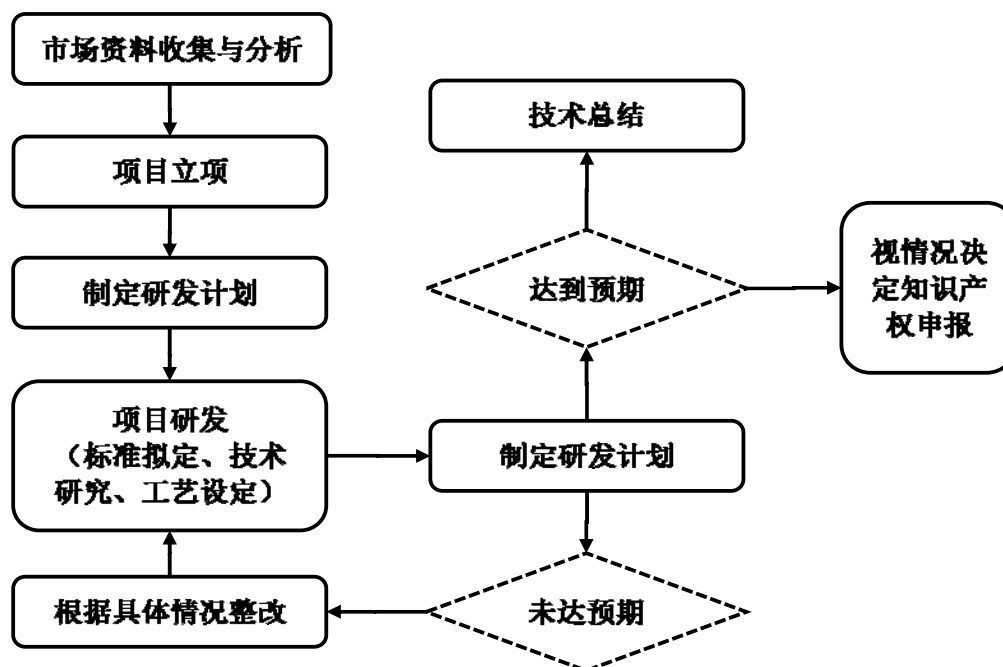 市场资料收集与分析
项目立项
制定研发计划
项目研发
（标准拟定、技术
研究、工艺设定）
根据具体情况整改
技术总结
达到预期
制定研发计划
未达预期
视情况决
定知识产
权申报